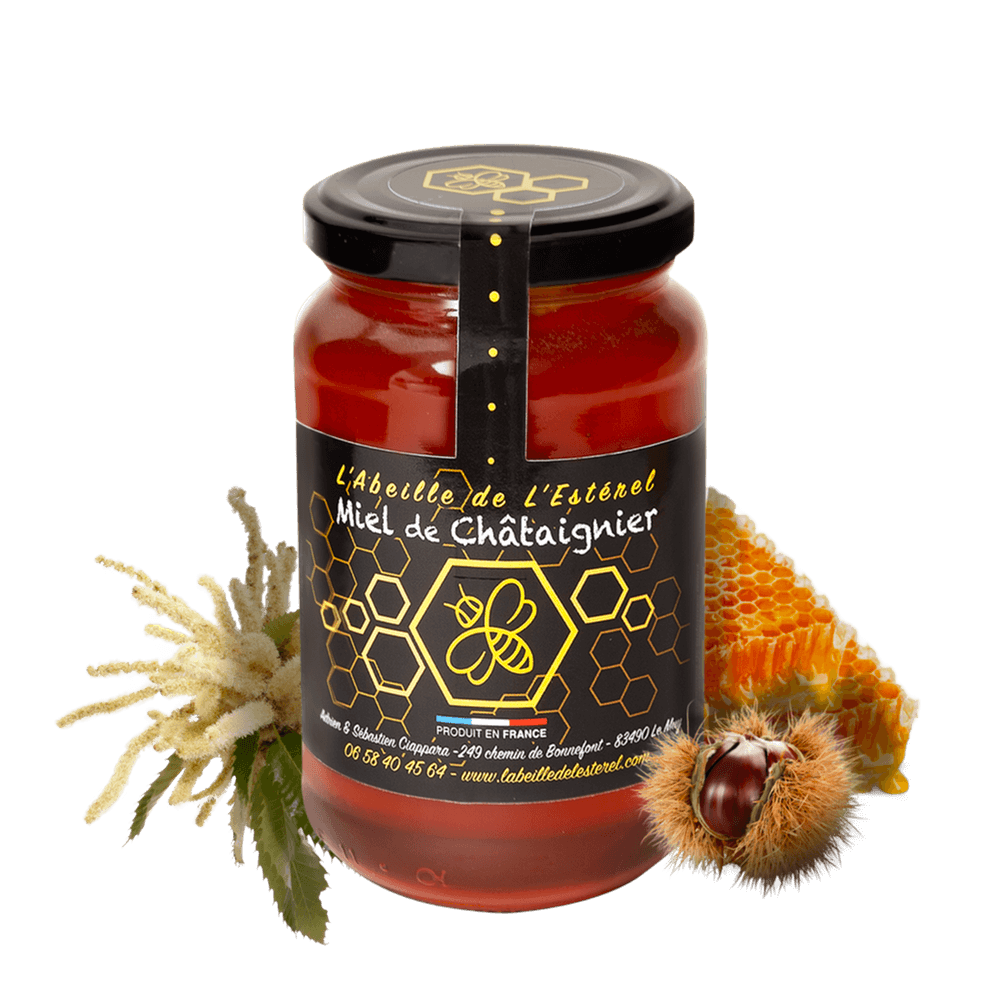 L'Abeille de L'Estérel
Miel de Châtaignier
PRODUIT EN FRANCE
Adrien & Sébastien Ciappara -249 chemin de Bonnefont - 83490 Le Muy
06 58 40 45 64 - www.labeilledelesterel.com